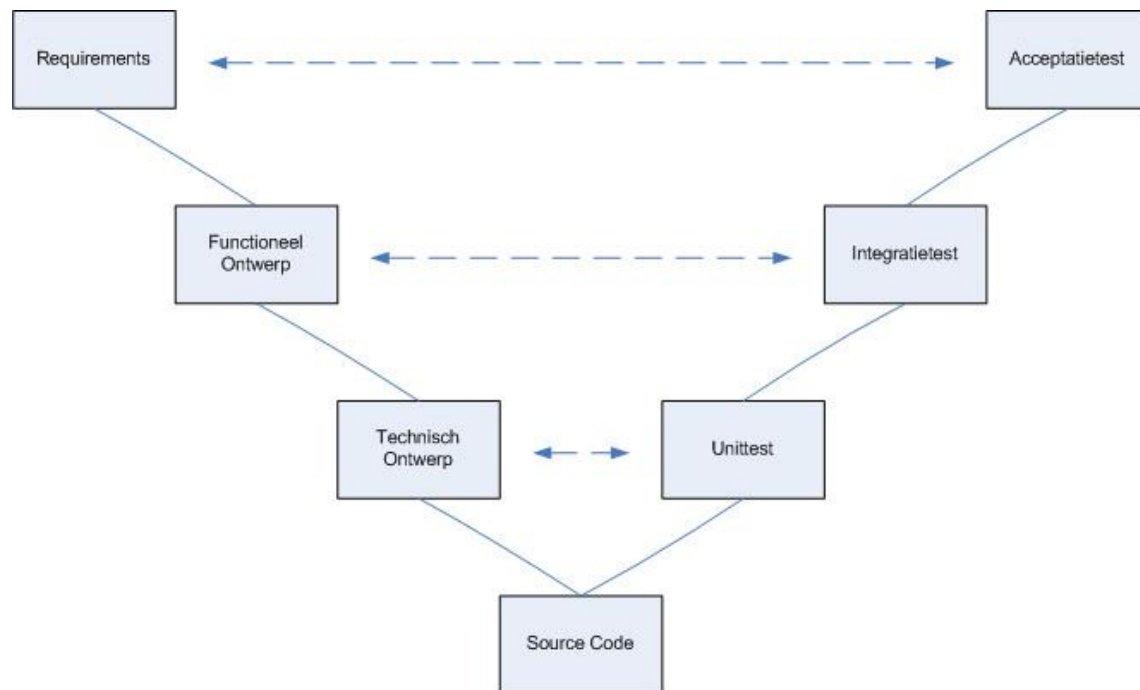 Requirements
Acceptatietest
Functioneel
Ontwerp
Integratietest
Technisch
Ontwerp
Unittest
Source Code